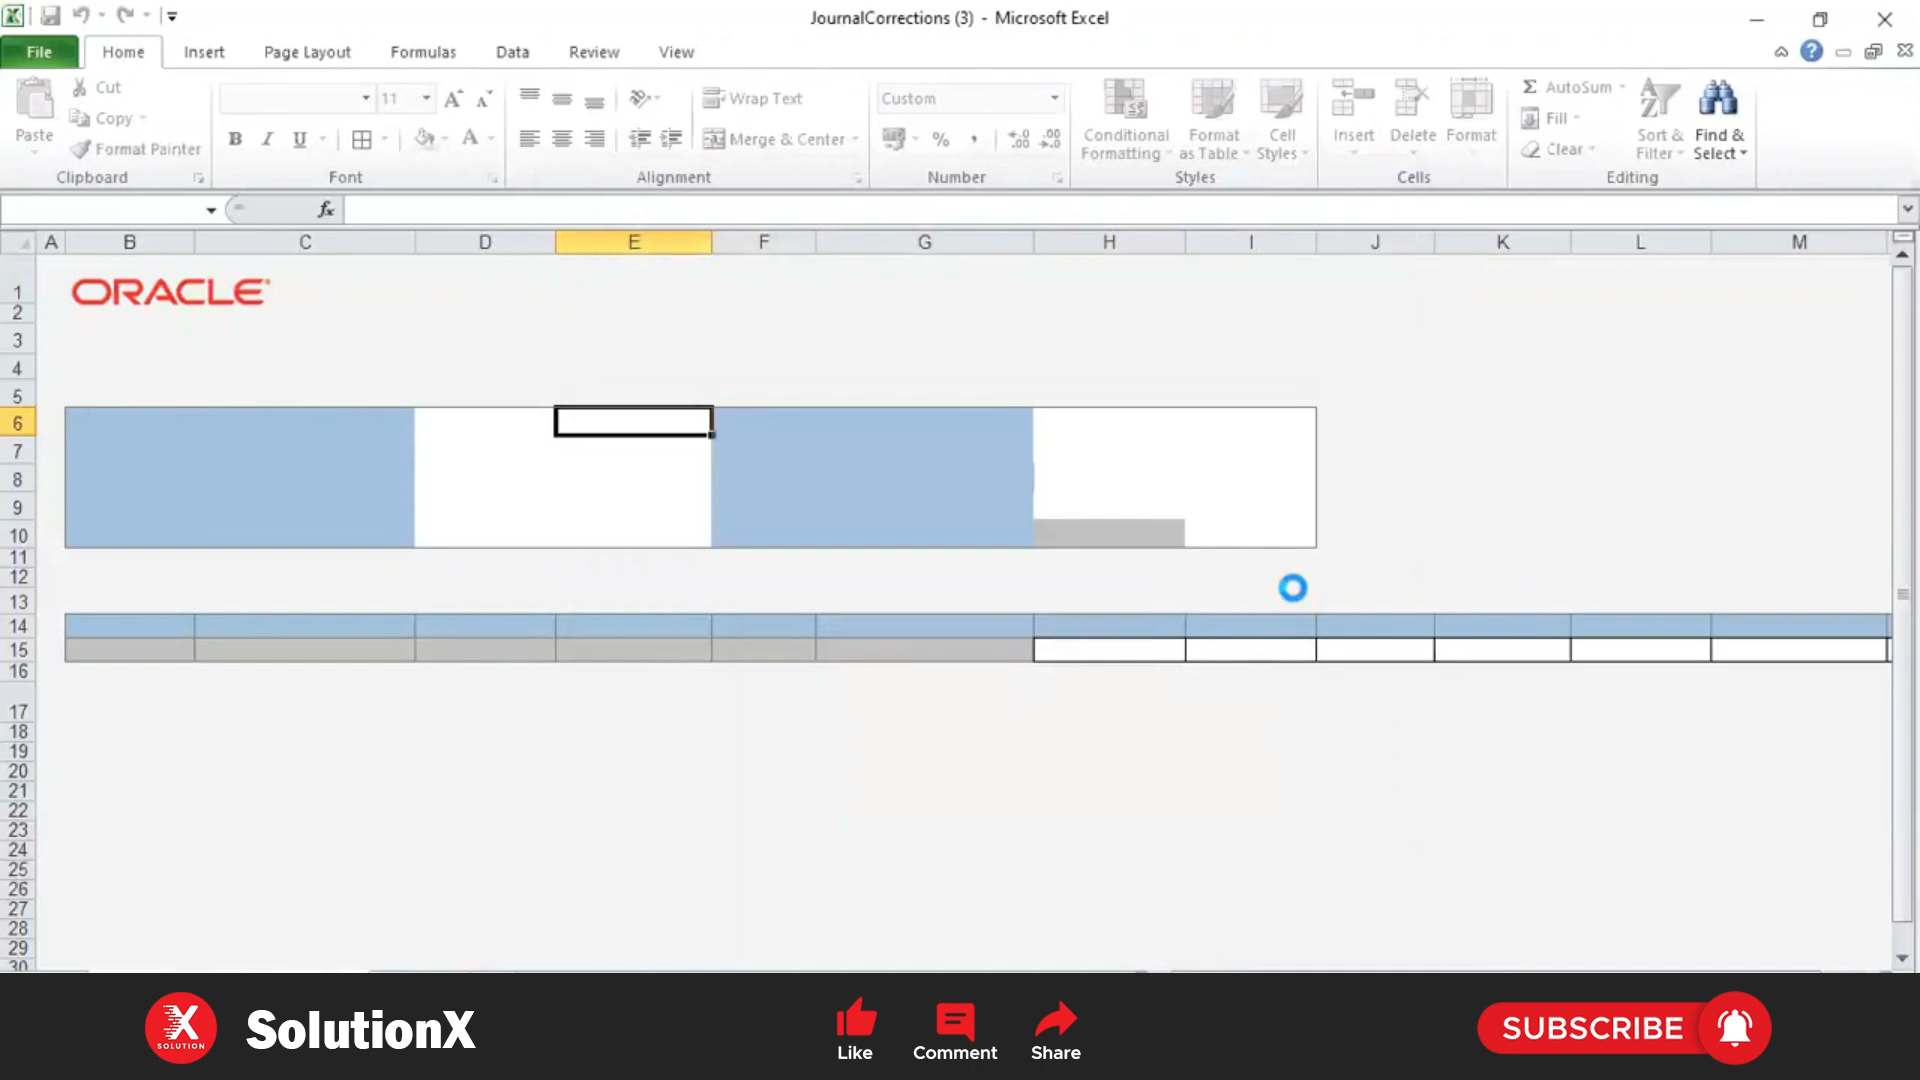 JournalCorrections (3) - Microsoft Excel
File Home Insert Page Layout Formulas Data Review View
Paste
Cut
Copy
Format Painter
Clipboard
11
B I U
Font
Wrap Text
Merge & Center
Alignment
Custom
%
Number
Conditional Formatting
Format as Table
Cell Styles
Styles
Insert
Delete
Format
Cells
Σ AutoSum
Fill
Clear
Sort & Filter
Find & Select
Editing
fx
A B C D E F G H I J K L M
ORACLE
1
2
3
4
5
6
7
8
9
10
11
12
13
14
15
16
17
18
19
20
21
22
23
24
25
26
27
28
29
30
X SOLUTION
SolutionX
Like
Comment
Share
SUBSCRIBE